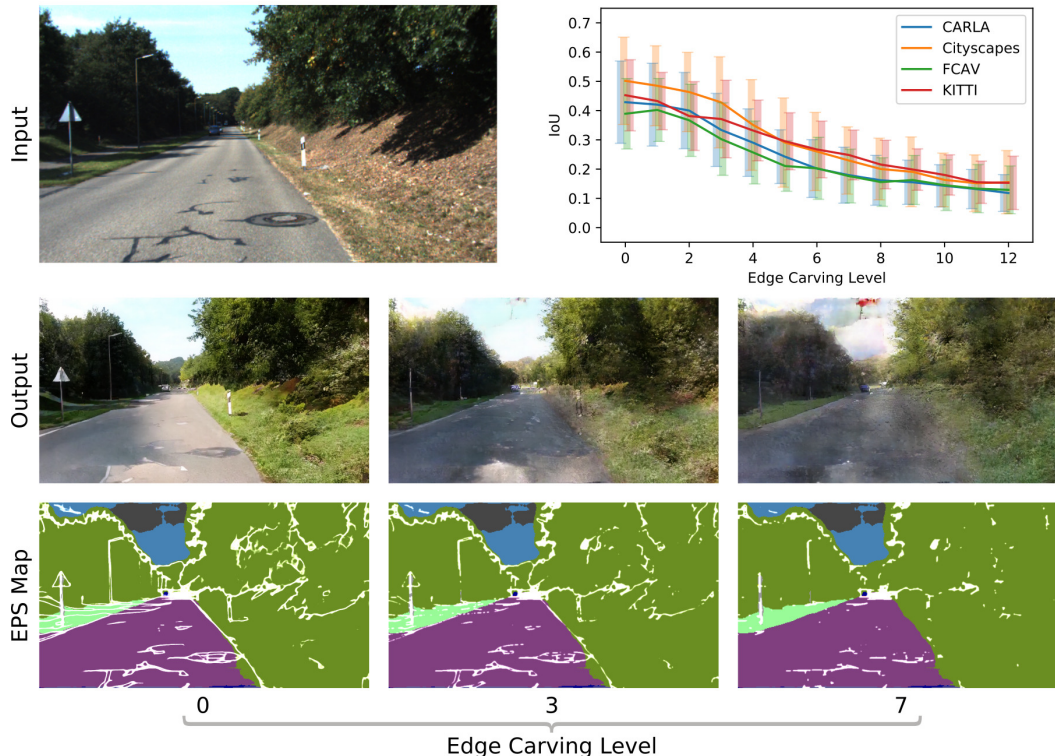 Input
0.7
0.6
0.5
0.4
0.3
0.2
0.1
0.0
IoU
CARLA
Cityscapes
FCAV
KITTI
0 2 4 6 8 10 12
Edge Carving Level
Output
EPS Map
0 3 7
Edge Carving Level